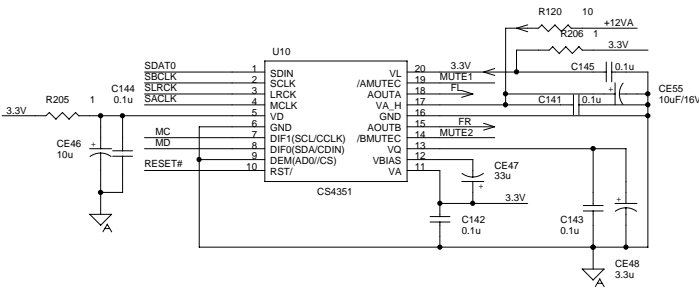 R120 10
+12VA
R206 1
3.3V
U10
SDAT0 1 SDIN VL 20 3.3V
SBCLK 2 SCLK /AMUTEC 19 MUTE1
SLRCK 3 LRCK AOUTA 18 FL
SACLK 4 MCLK VA_H 17
5 VD GND 16
6 GND AOUTB 15 FR
MC 7 DIF1(SCL/CCLK) /BMUTEC 14 MUTE2
MD 8 DIF0(SDA/CDIN) VQ 13
9 DEM(AD0//CS) VBIAS 12
RESET# 10 RST/ VA 11
CS4351
C145 0.1u
C141 0.1u
+
CE55
10uF/16V
3.3V
R205 1
C144
0.1u
CE46
10u
+
A
CE47
33u
+
3.3V
C142
0.1u
C143
0.1u
+
CE48
3.3u
A